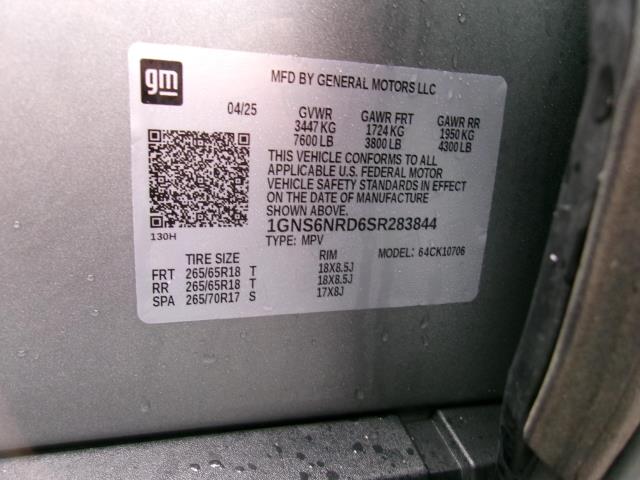 gm
MFD BY GENERAL MOTORS LLC
04/25 GVWR GAWR FRT GAWR RR
3447 KG 1724 KG 1950 KG
7600 LB 3800 LB 4300 LB
THIS VEHICLE CONFORMS TO ALL
APPLICABLE U.S. FEDERAL MOTOR
VEHICLE SAFETY STANDARDS IN EFFECT
ON THE DATE OF MANUFACTURE
SHOWN ABOVE.
130H
1GNS6NRD6SR283844
TYPE: MPV MODEL: 64CK10706
TIRE SIZE RIM
FRT 265/65R18 T 18X8.5J
RR 265/65R18 T 18X8.5J
SPA 265/70R17 S 17X8J